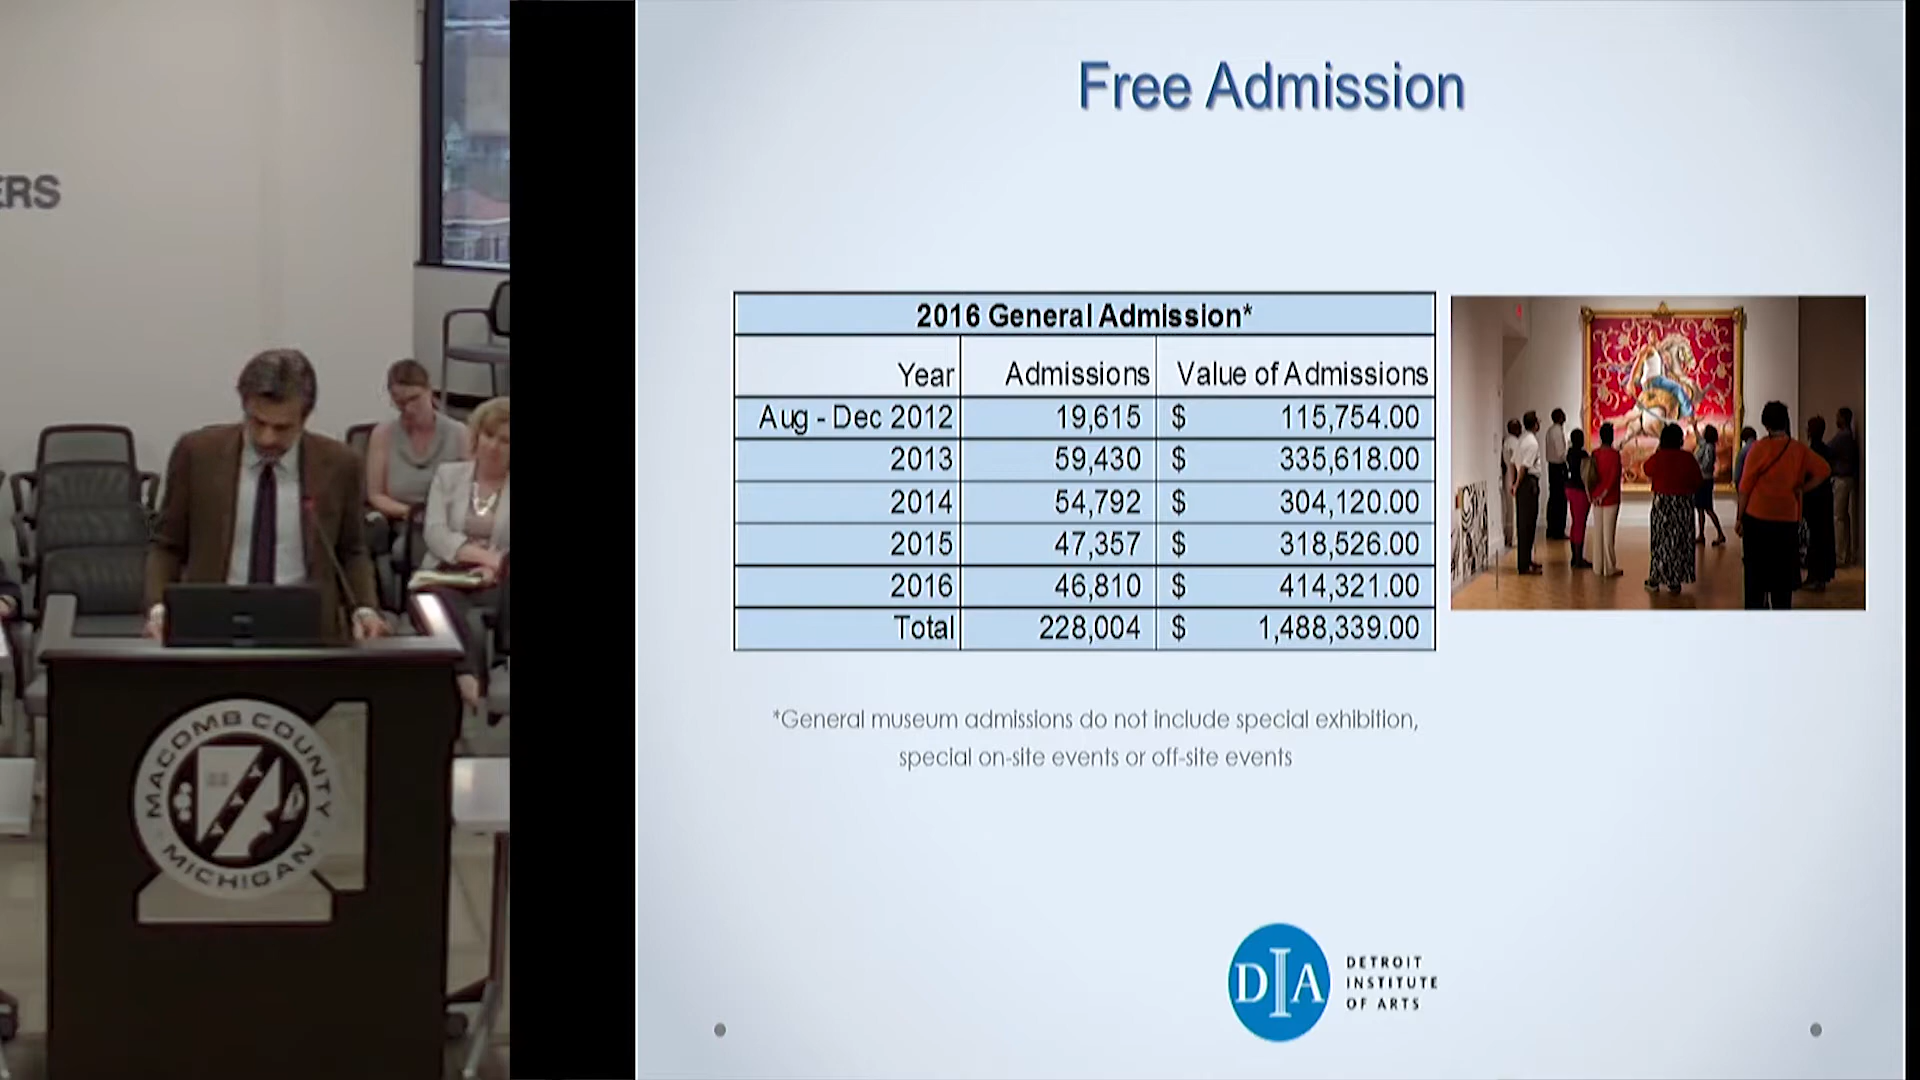 ERS
MACOMB COUNTY
MICHIGAN
Free Admission
2016 General Admission*
Year Admissions Value of Admissions
Aug - Dec 2012 19,615 $ 115,754.00
2013 59,430 $ 335,618.00
2014 54,792 $ 304,120.00
2015 47,357 $ 318,526.00
2016 46,810 $ 414,321.00
Total 228,004 $ 1,488,339.00
*General museum admissions do not include special exhibition,
special on-site events or off-site events
DIA
DETROIT
INSTITUTE
OF ARTS